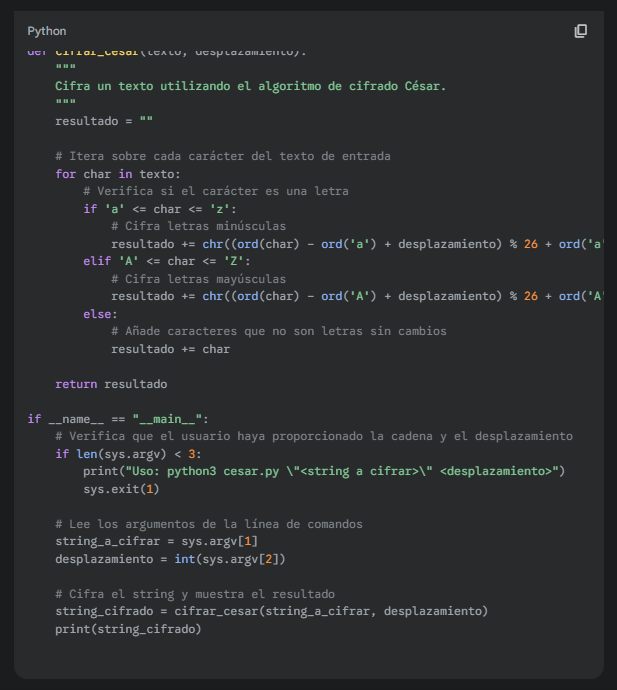 Python
def cifrar_cesar(texto, desplazamiento):
    """
    Cifra un texto utilizando el algoritmo de cifrado César.
    """
    resultado = ""
    # Itera sobre cada carácter del texto de entrada
    for char in texto:
        # Verifica si el carácter es una letra
        if 'a' <= char <= 'z':
            # Cifra letras minúsculas
            resultado += chr((ord(char) - ord('a') + desplazamiento) % 26 + ord('a'
        elif 'A' <= char <= 'Z':
            # Cifra letras mayúsculas
            resultado += chr((ord(char) - ord('A') + desplazamiento) % 26 + ord('A'
        else:
            # Añade caracteres que no son letras sin cambios
            resultado += char
    return resultado
if __name__ == "__main__":
    # Verifica que el usuario haya proporcionado la cadena y el desplazamiento
    if len(sys.argv) < 3:
        print("Uso: python3 cesar.py \"<string a cifrar>\" <desplazamiento>")
        sys.exit(1)
    # Lee los argumentos de la línea de comandos
    string_a_cifrar = sys.argv[1]
    desplazamiento = int(sys.argv[2])
    # Cifra el string y muestra el resultado
    string_cifrado = cifrar_cesar(string_a_cifrar, desplazamiento)
    print(string_cifrado)